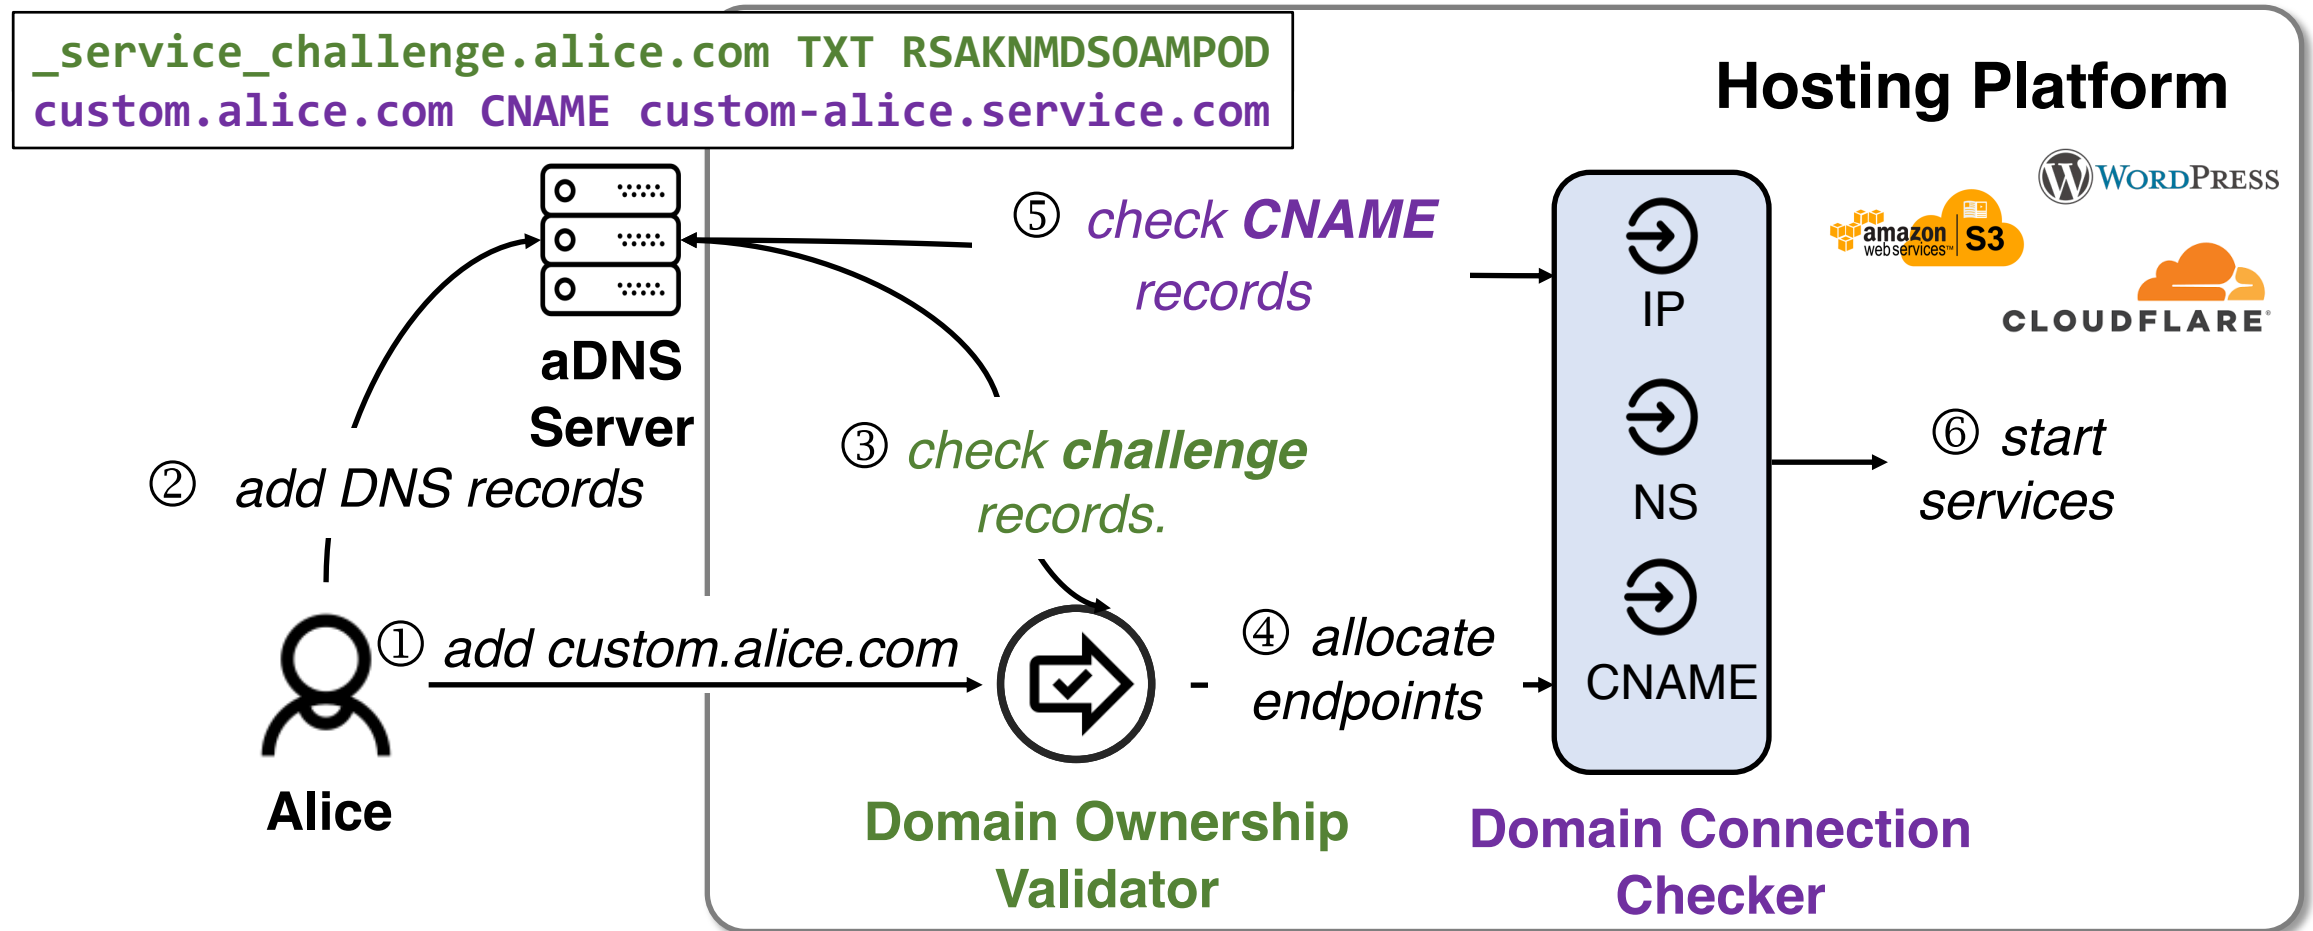 _service_challenge.alice.com TXT RSAKNMDSOAMPOD
custom.alice.com CNAME custom-alice.service.com
Hosting Platform
WORDPRESS
amazon
web services™
S3
CLOUDFLARE®
aDNS
Server
⑤ check CNAME
records
IP
NS
CNAME
③ check challenge
records.
② add DNS records
⑥ start
services
① add custom.alice.com
④ allocate
endpoints
Alice
Domain Ownership
Validator
Domain Connection
Checker